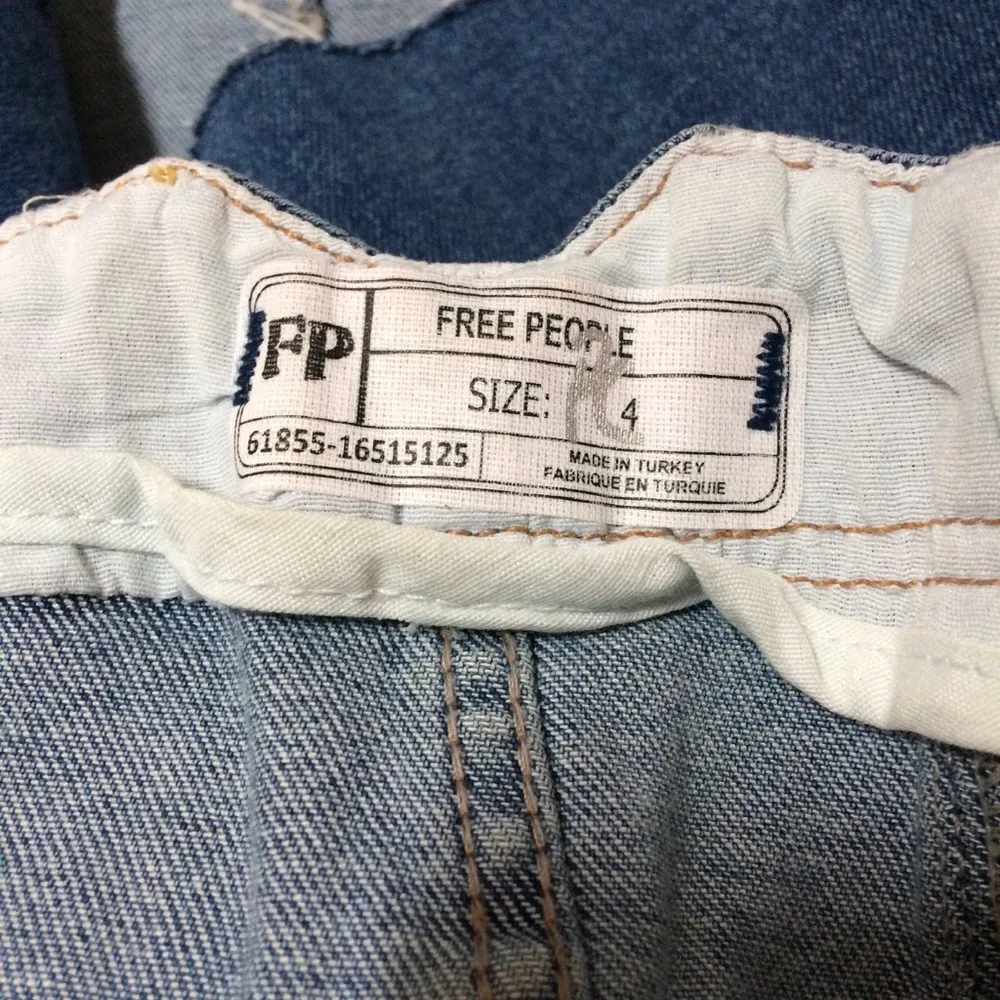 FP
FREE PEOPLE
SIZE: 4
61855-16515125
MADE IN TURKEY
FABRIQUE EN TURQUIE